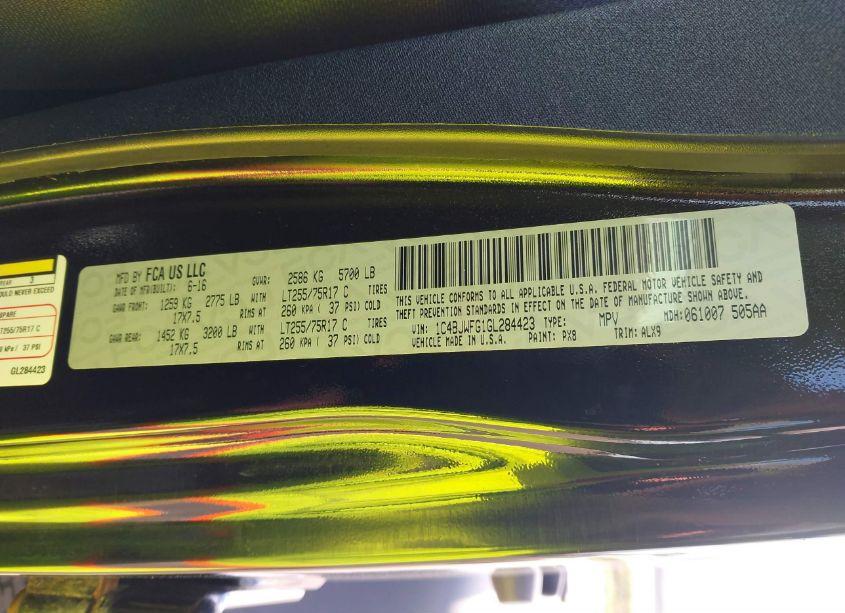 REAR 3
OULD NEVER EXCEED
SPARE
LT255/75R17 C
kPa / 37 PSI
GL284423
MFD BY FCA US LLC
DATE OF MFR(BUILT): 6-16 GVWR: 2586 KG 5700 LB
GAWR FRONT: 1259 KG 2775 LB WITH LT255/75R17 C TIRES
17X7.5 RIMS AT 260 KPA ( 37 PSI) COLD
GAWR REAR: 1452 KG 3200 LB WITH LT255/75R17 C TIRES
17X7.5 RIMS AT 260 KPA ( 37 PSI) COLD
THIS VEHICLE CONFORMS TO ALL APPLICABLE U.S.A. FEDERAL MOTOR VEHICLE SAFETY AND
THEFT PREVENTION STANDARDS IN EFFECT ON THE DATE OF MANUFACTURE SHOWN ABOVE.
VIN: 1C4BJWFG1GL284423 TYPE: MPV MDH:061007 505AA
VEHICLE MADE IN U.S.A. PAINT: PX8 TRIM: ALX9